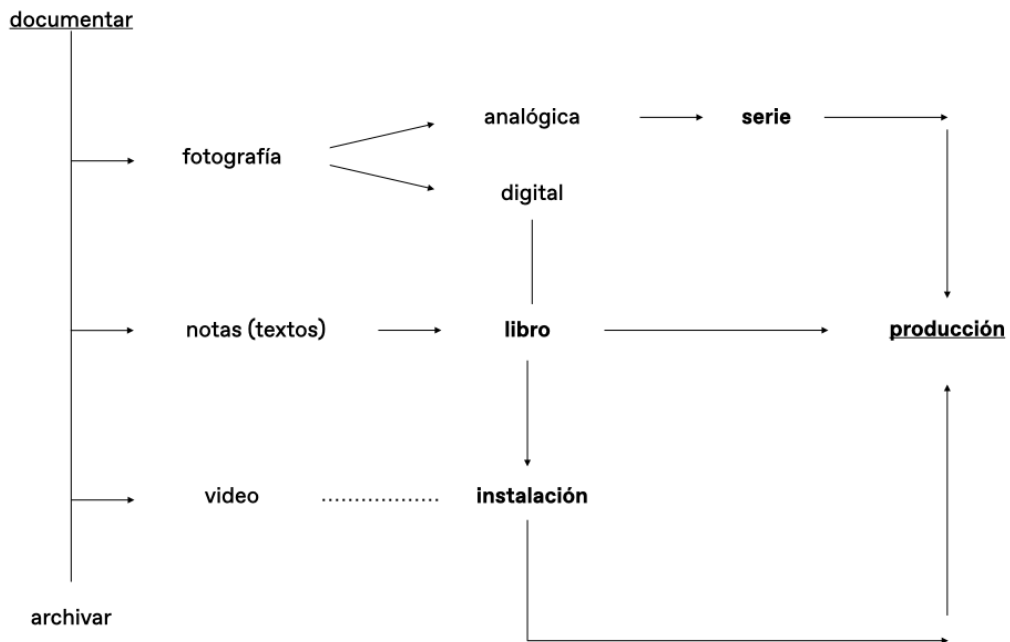 documentar
analógica
serie
fotografía
digital
notas (textos)
libro
producción
video
instalación
archivar